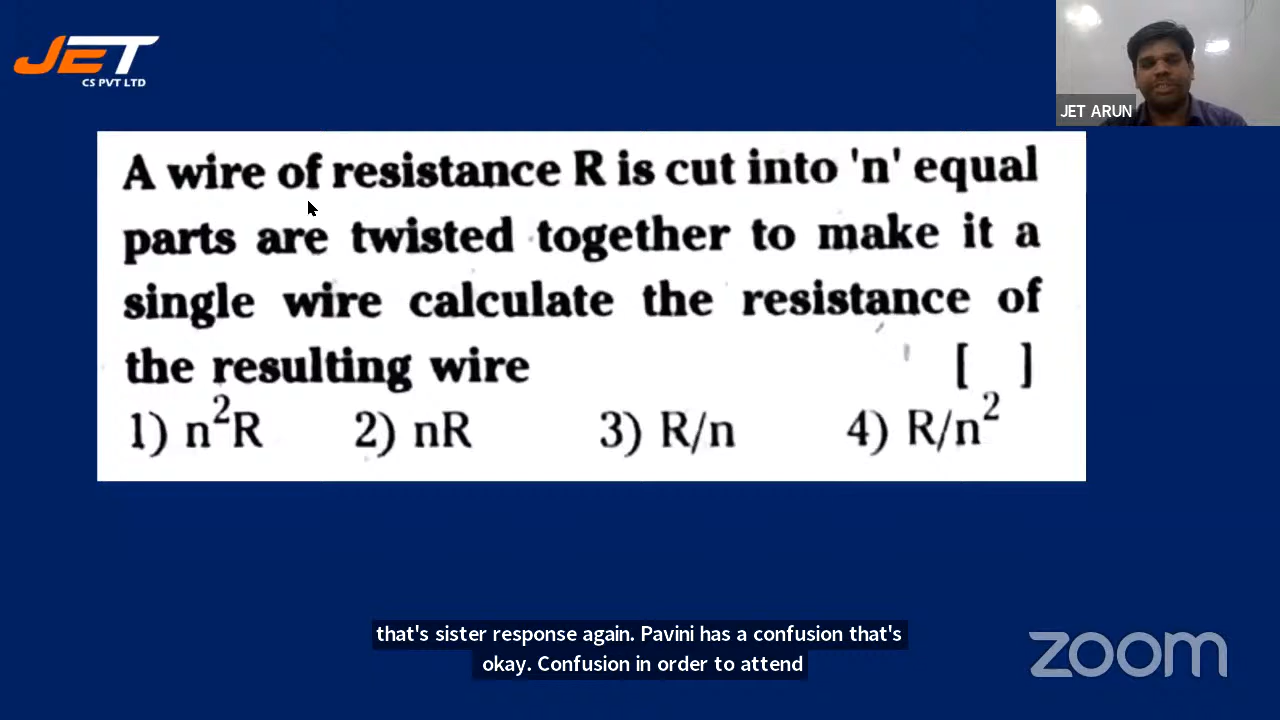 JET
CS PVT LTD
JET ARUN
A wire of resistance R is cut into 'n' equal
parts are twisted together to make it a
single wire calculate the resistance of
the resulting wire [ ]
1) n²R 2) nR 3) R/n 4) R/n²
that's sister response again. Pavini has a confusion that's
okay. Confusion in order to attend
zoom